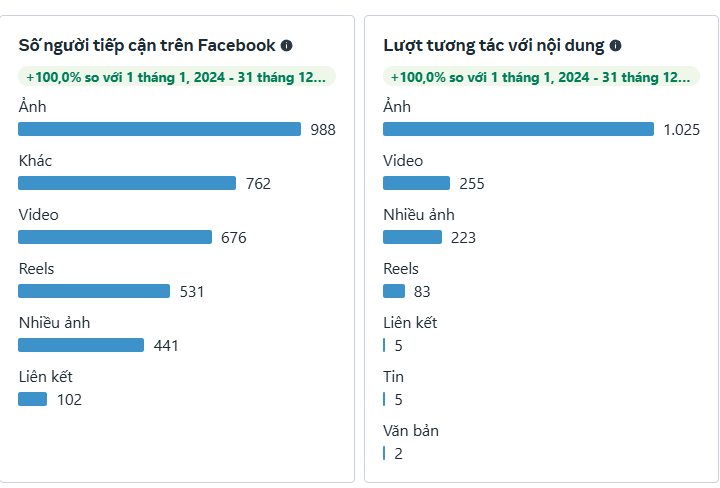 Số người tiếp cận trên Facebook
+100,0% so với 1 tháng 1, 2024 - 31 tháng 12...
Ảnh
988
Khác
762
Video
676
Reels
531
Nhiều ảnh
441
Liên kết
102
Lượt tương tác với nội dung
+100,0% so với 1 tháng 1, 2024 - 31 tháng 12...
Ảnh
1.025
Video
255
Nhiều ảnh
223
Reels
83
Liên kết
5
Tin
5
Văn bản
2